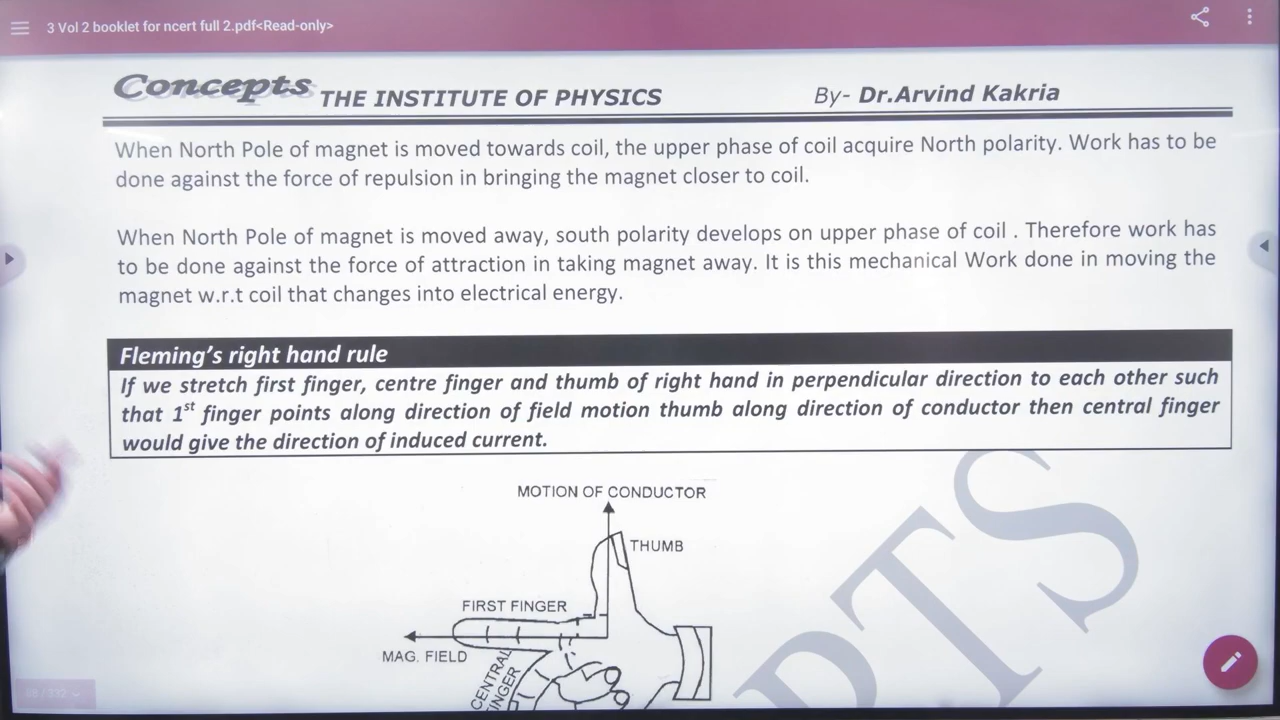 3 Vol 2 booklet for ncert full 2.pdf<Read-only>
Concepts THE INSTITUTE OF PHYSICS By- Dr.Arvind Kakria
When North Pole of magnet is moved towards coil, the upper phase of coil acquire North polarity. Work has to be
done against the force of repulsion in bringing the magnet closer to coil.
When North Pole of magnet is moved away, south polarity develops on upper phase of coil . Therefore work has
to be done against the force of attraction in taking magnet away. It is this mechanical Work done in moving the
magnet w.r.t coil that changes into electrical energy.
Fleming's right hand rule
If we stretch first finger, centre finger and thumb of right hand in perpendicular direction to each other such
that 1st finger points along direction of field motion thumb along direction of conductor then central finger
would give the direction of induced current.
MOTION OF CONDUCTOR
THUMB
FIRST FINGER
MAG. FIELD
CENTRAL
INGER
PTS
68 / 332